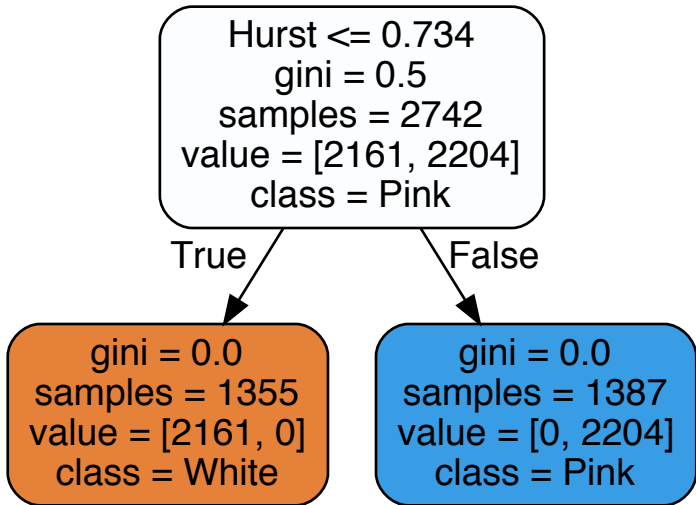 Hurst <= 0.734
gini = 0.5
samples = 2742
value = [2161, 2204]
class = Pink
True
False
gini = 0.0
samples = 1355
value = [2161, 0]
class = White
gini = 0.0
samples = 1387
value = [0, 2204]
class = Pink